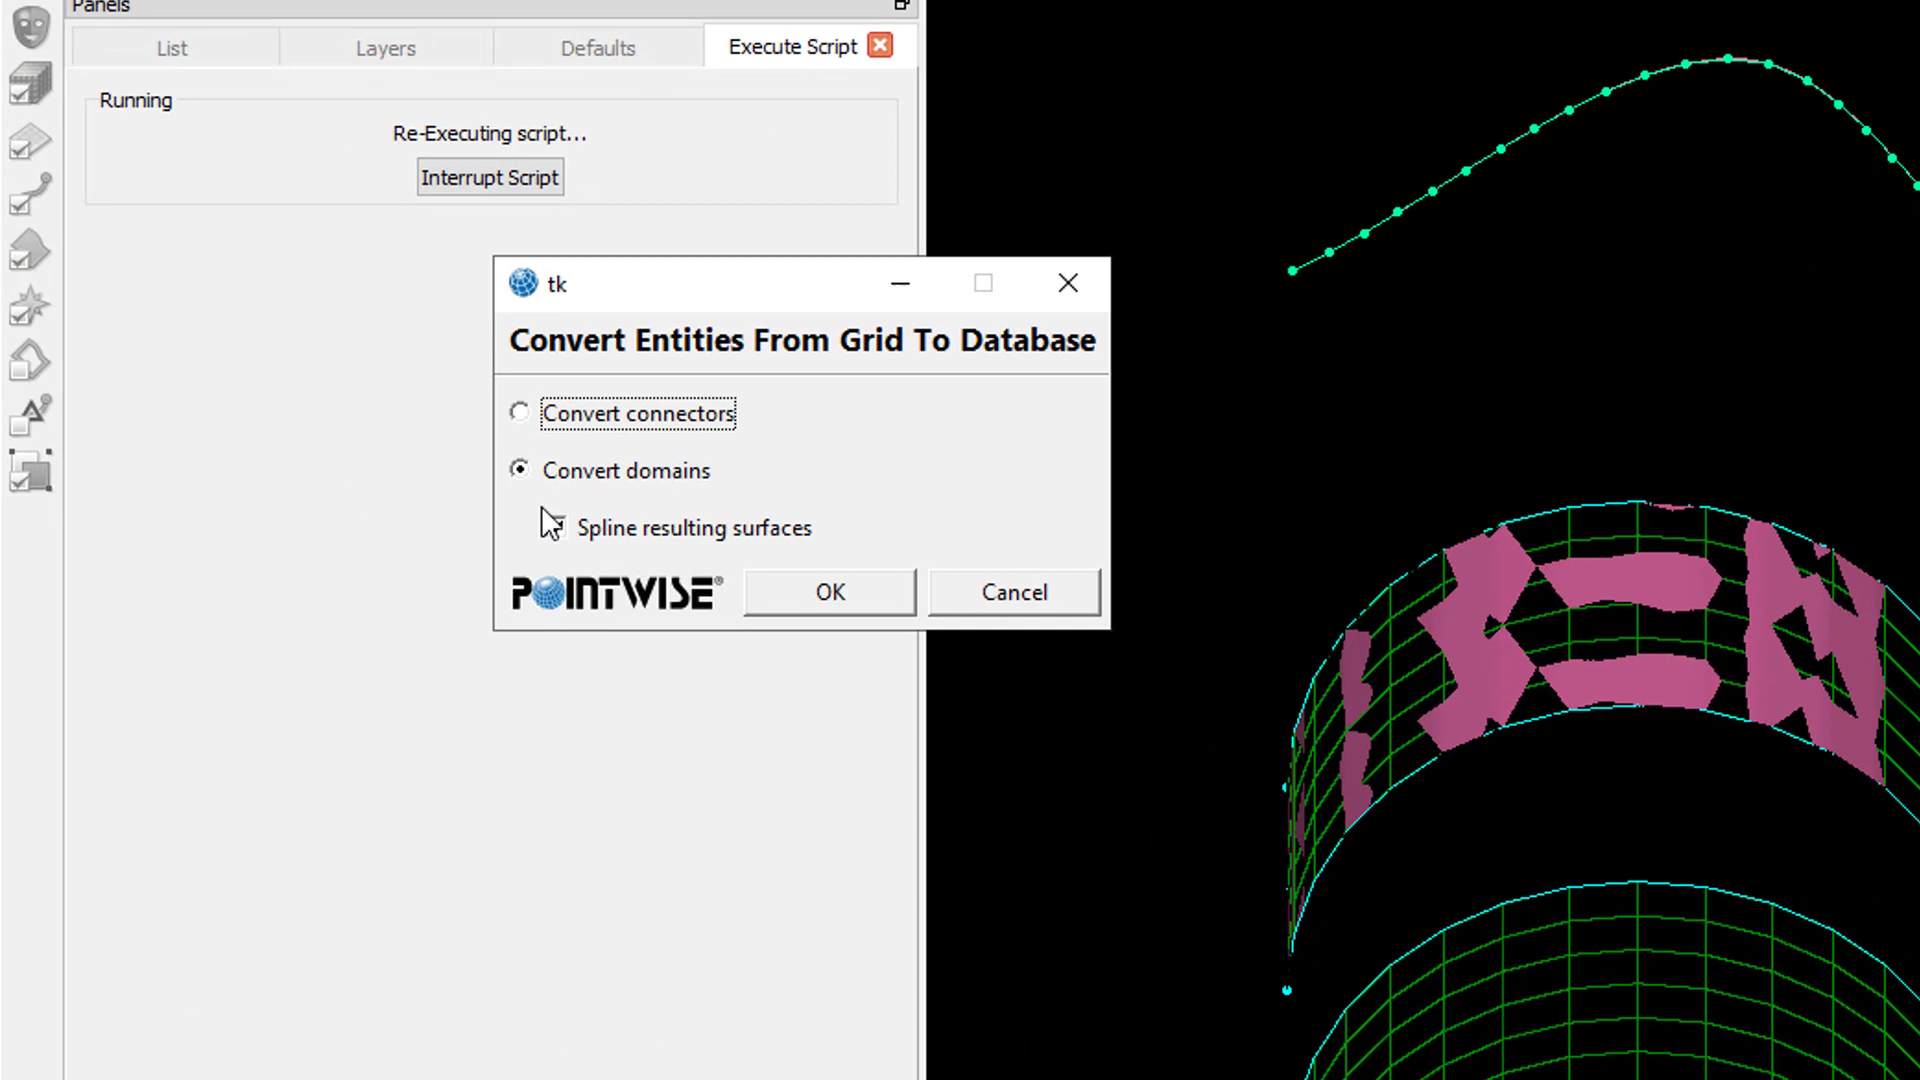 Panels
List Layers Defaults Execute Script
Running
Re-Executing script...
Interrupt Script
tk
Convert Entities From Grid To Database
Convert connectors
Convert domains
Spline resulting surfaces
POINTWISE® OK Cancel